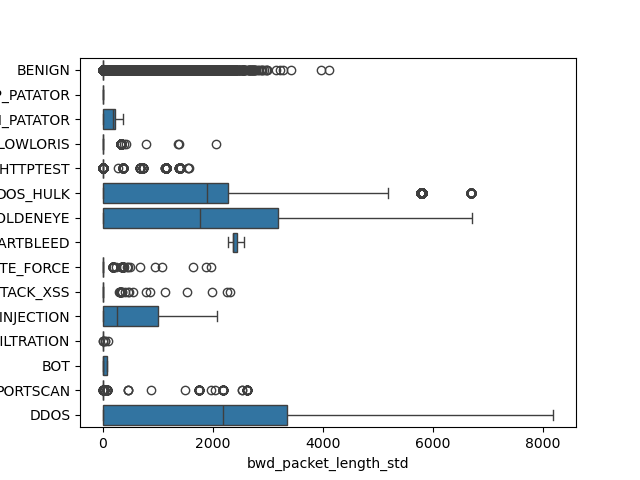 BENIGN
P_PATATOR
H_PATATOR
LOWLORIS
HTTPTEST
DOS_HULK
OLDENEYE
ARTBLEED
TE_FORCE
TACK_XSS
INJECTION
ILTRATION
BOT
PORTSCAN
DDOS
0 2000 4000 6000 8000
bwd_packet_length_std